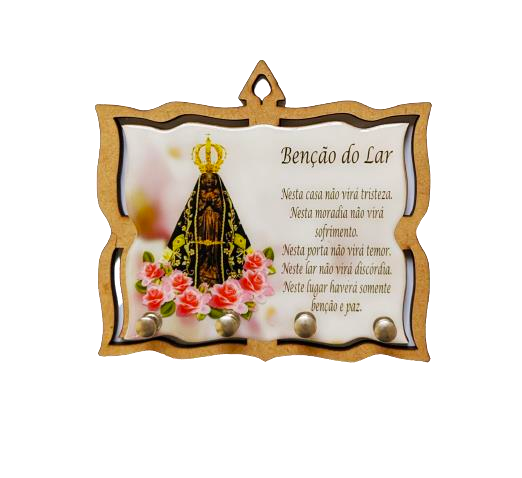 Benção do Lar
Nesta casa não virá tristeza.
Nesta moradia não virá
sofrimento.
Nesta porta não virá temor.
Neste lar não virá discórdia.
Neste lugar haverá somente
benção e paz.